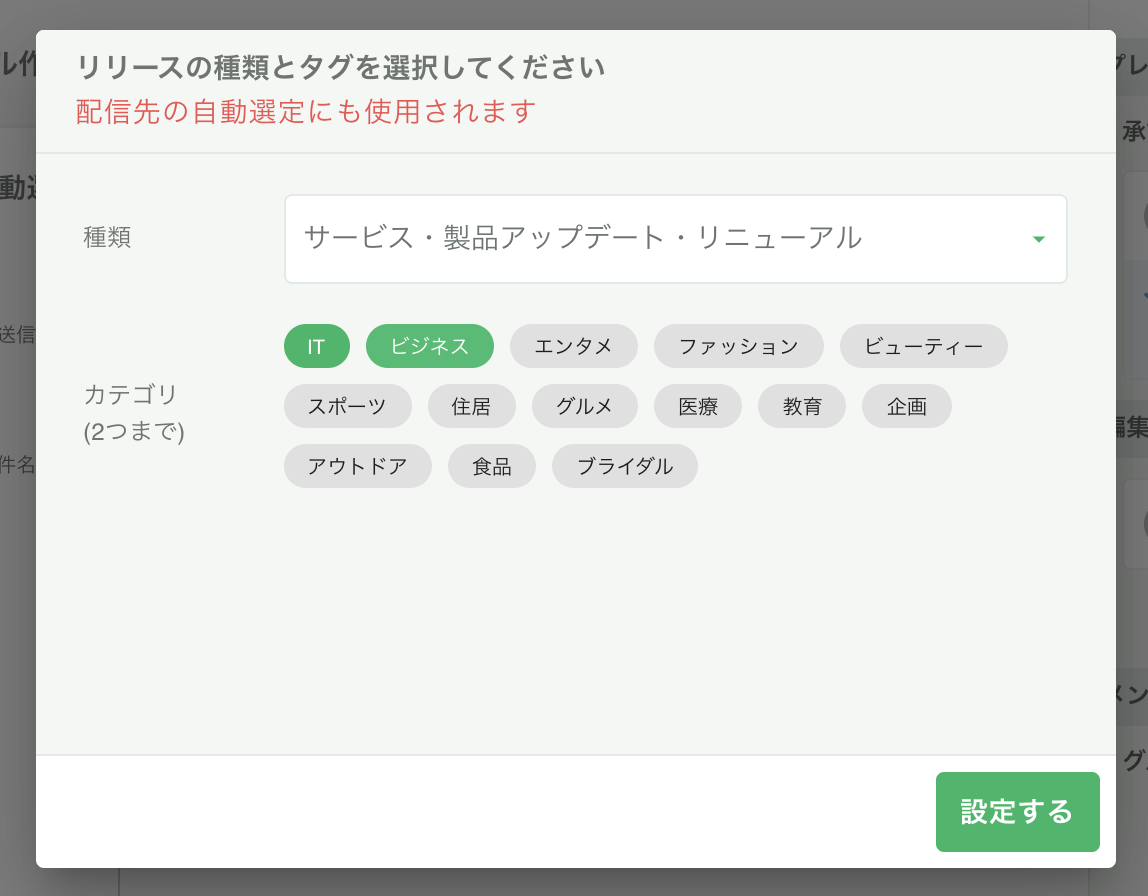 リリースの種類とタグを選択してください
配信先の自動選定にも使用されます
種類
サービス・製品アップデート・リニューアル
カテゴリ
(2つまで)
IT ビジネス エンタメ ファッション ビューティー
スポーツ 住居 グルメ 医療 教育 企画
アウトドア 食品 ブライダル
設定する
送信
件名